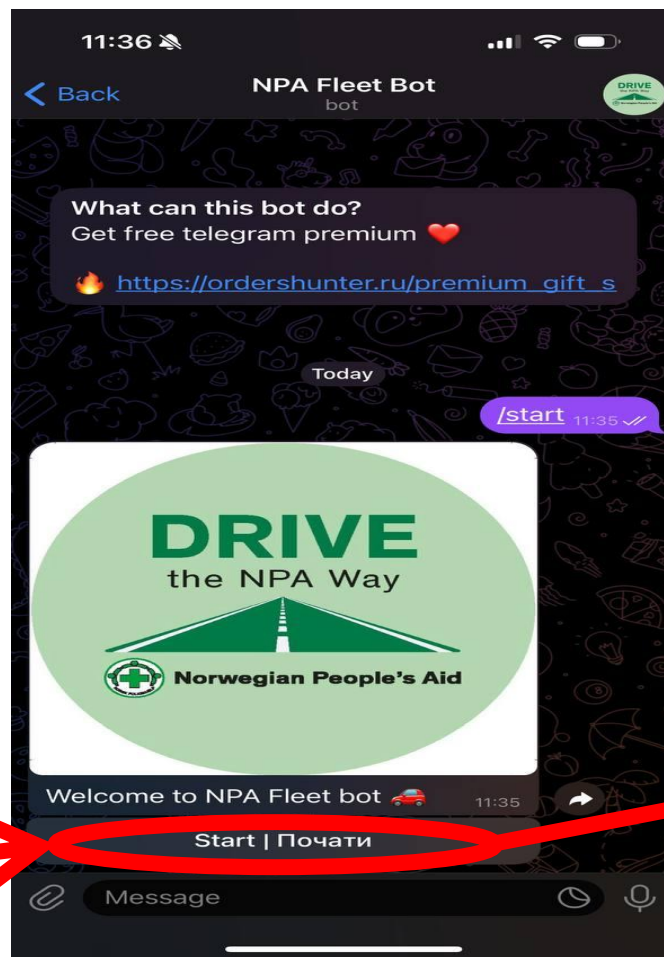 11:36
Back
NPA Fleet Bot
bot
DRIVE
What can this bot do?
Get free telegram premium ❤️
🔥 https://ordershunter.ru/premium_gift_s
Today
/start 11:35
DRIVE
the NPA Way
Norwegian People's Aid
Welcome to NPA Fleet bot 🚗 11:35
Start | Почати
Message